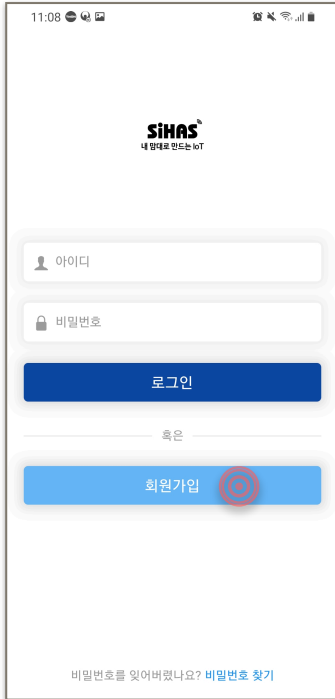 11:08
SiHAS
내 맘대로 만드는 IoT
아이디
비밀번호
로그인
혹은
회원가입
비밀번호를 잊어버렸나요? 비밀번호 찾기